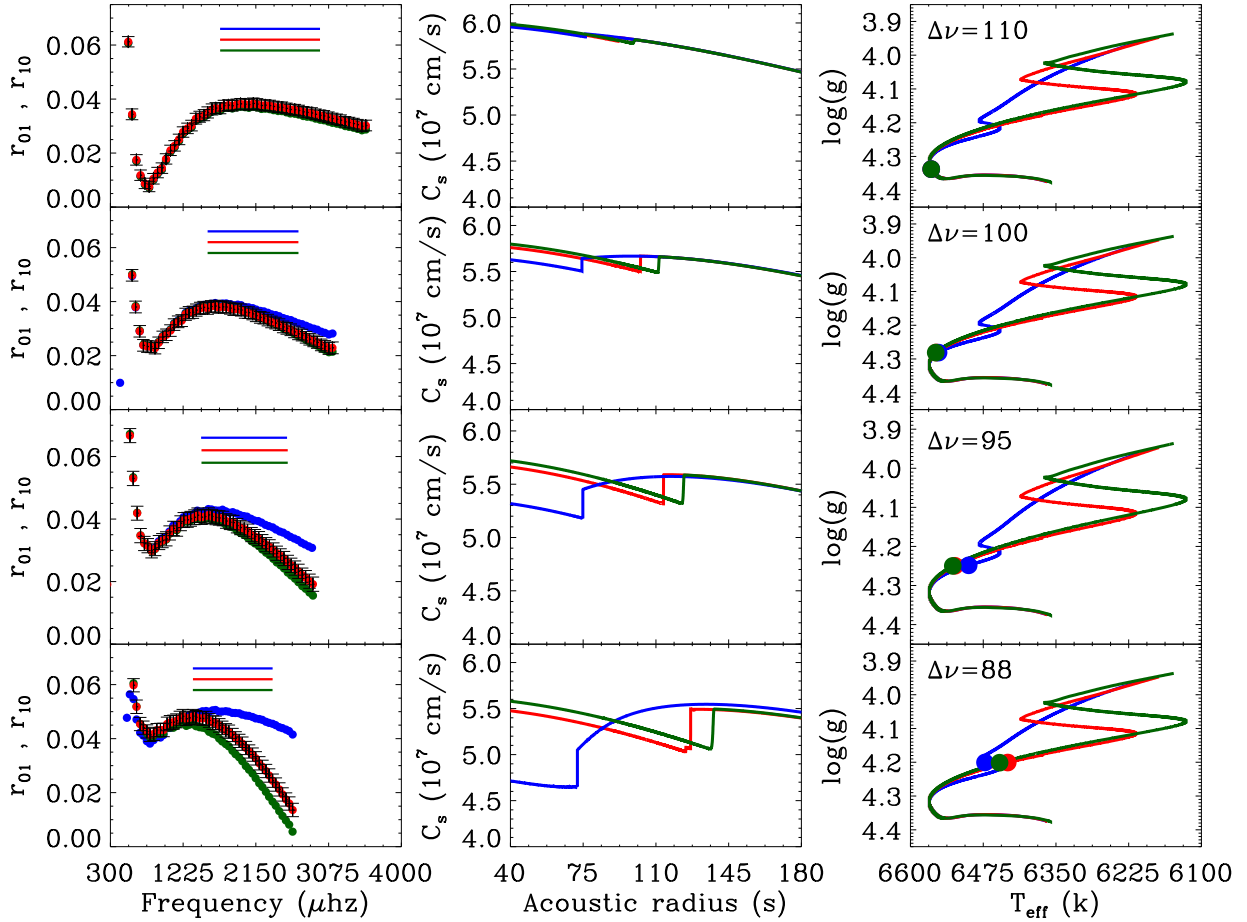 r01 , r10
0.06
0.04
0.02
0.00
Cs (10^7 cm/s)
6.0
5.5
5.0
4.5
4.0
log(g)
3.9
4.0
4.1
4.2
4.3
4.4
Δν=110
r01 , r10
0.06
0.04
0.02
0.00
Cs (10^7 cm/s)
6.0
5.5
5.0
4.5
4.0
log(g)
3.9
4.0
4.1
4.2
4.3
4.4
Δν=100
r01 , r10
0.06
0.04
0.02
0.00
Cs (10^7 cm/s)
6.0
5.5
5.0
4.5
4.0
log(g)
3.9
4.0
4.1
4.2
4.3
4.4
Δν=95
r01 , r10
0.06
0.04
0.02
0.00
Cs (10^7 cm/s)
6.0
5.5
5.0
4.5
4.0
log(g)
3.9
4.0
4.1
4.2
4.3
4.4
Δν=88
300 1225 2150 3075 4000
Frequency (μhz)
40 75 110 145 180
Acoustic radius (s)
6600 6475 6350 6225 6100
Teff (k)